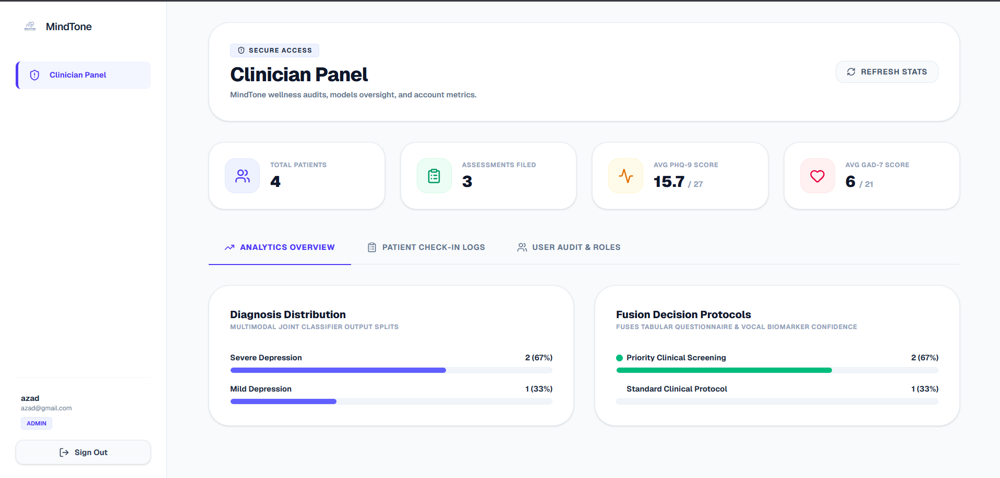 MINDTONE
MindTone
Clinician Panel
azad
azad@gmail.com
ADMIN
Sign Out
SECURE ACCESS
Clinician Panel
MindTone wellness audits, models oversight, and account metrics.
REFRESH STATS
TOTAL PATIENTS
4
ASSESSMENTS FILED
3
AVG PHQ-9 SCORE
15.7 / 27
AVG GAD-7 SCORE
6 / 21
ANALYTICS OVERVIEW
PATIENT CHECK-IN LOGS
USER AUDIT & ROLES
Diagnosis Distribution
MULTIMODAL JOINT CLASSIFIER OUTPUT SPLITS
Severe Depression 2 (67%)
Mild Depression 1 (33%)
Fusion Decision Protocols
FUSES TABULAR QUESTIONNAIRE & VOCAL BIOMARKER CONFIDENCE
Priority Clinical Screening 2 (67%)
Standard Clinical Protocol 1 (33%)